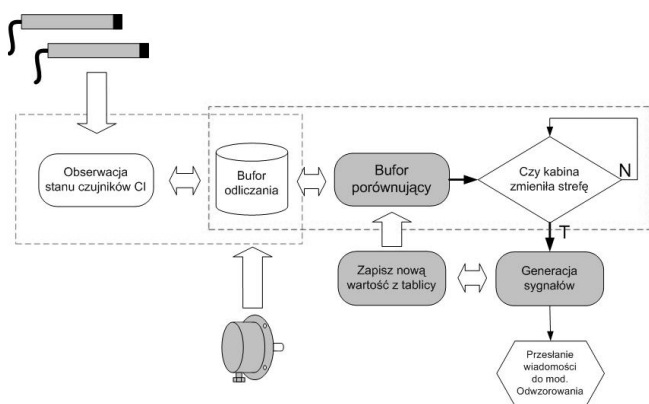 Obserwacja
stanu czujników CI
Bufor
odliczania
Bufor
porównujący
Czy kabina
zmieniła strefę
N
T
Zapisz nową
wartość z tablicy
Generacja
sygnałów
Przesłanie
wiadomości
do mod.
Odwzorowania